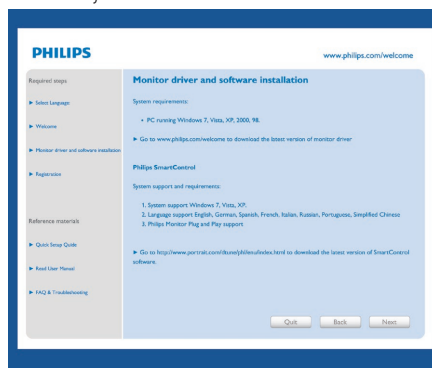 PHILIPS
www.philips.com/welcome
Required steps
Select Language
Welcome
Monitor driver and software installation
Registration
Reference materials
Quick Setup Guide
Read User Manual
FAQ & Troubleshooting
Monitor driver and software installation
System requirements:
• PC running Windows 7, Vista, XP, 2000, 98.
Go to www.philips.com/welcome to download the latest version of monitor driver
Philips SmartControl
System support and requirements:
1. System support Windows 7, Vista, XP.
2. Language support English, German, Spanish, French, Italian, Russian, Portuguese, Simplified Chinese
3. Philips Monitor Plug and Play support
Go to http://www.portrait.com/dtune/phl/enu/index.html to download the latest version of SmartControl
software.
Quit
Back
Next